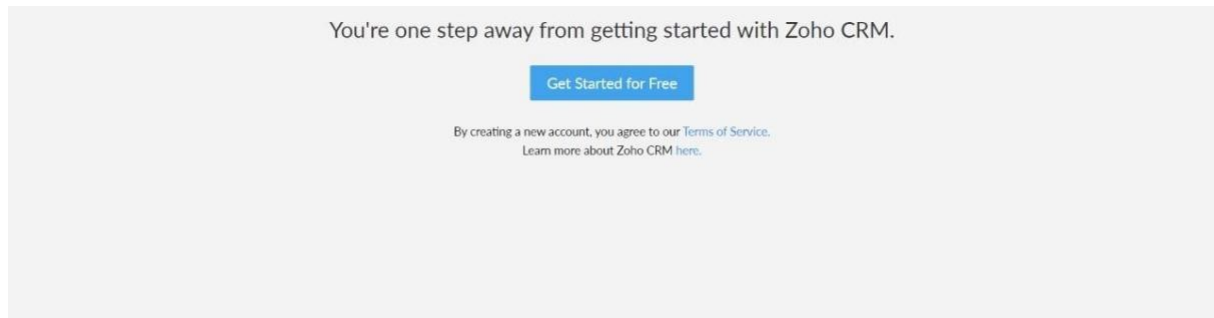 You're one step away from getting started with Zoho CRM.
Get Started for Free
By creating a new account, you agree to our Terms of Service.
Learn more about Zoho CRM here.